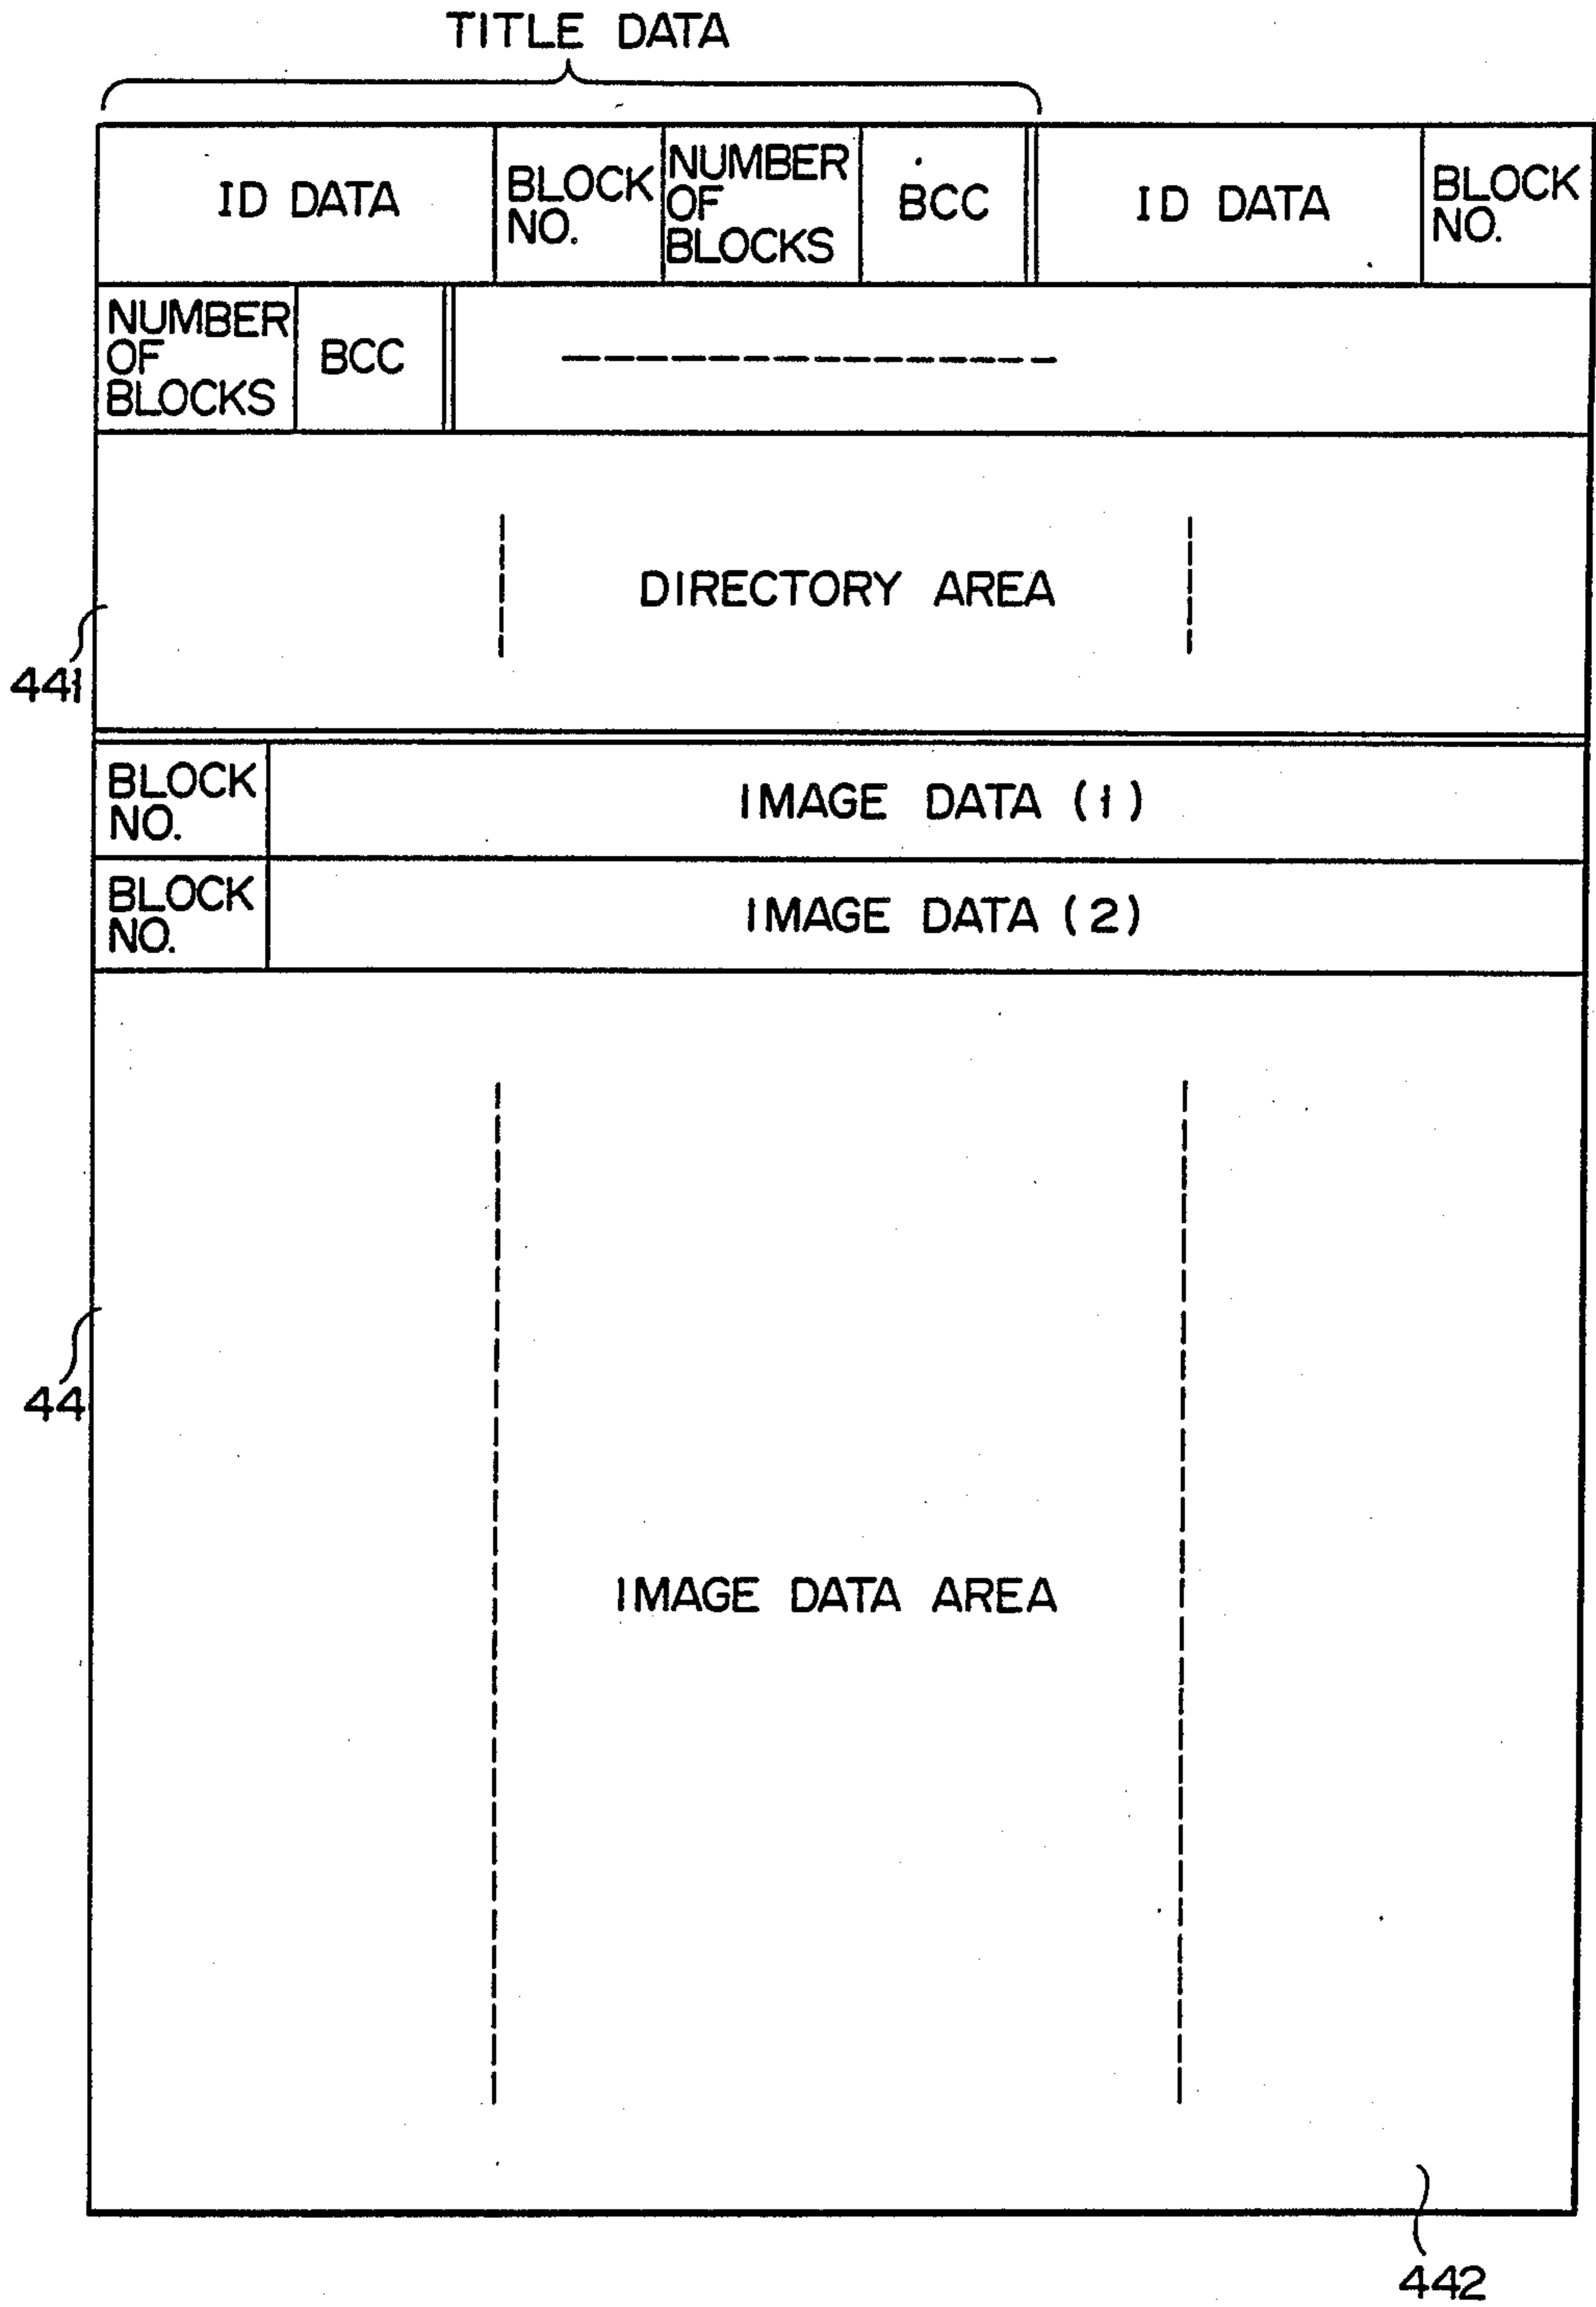 TITLE DATA
ID DATA
BLOCK
NO.
NUMBER
OF
BLOCKS
BCC
ID DATA
BLOCK
NO.
NUMBER
OF
BLOCKS
BCC
DIRECTORY AREA
441
BLOCK
NO.
IMAGE DATA (1)
BLOCK
NO.
IMAGE DATA (2)
44
IMAGE DATA AREA
442